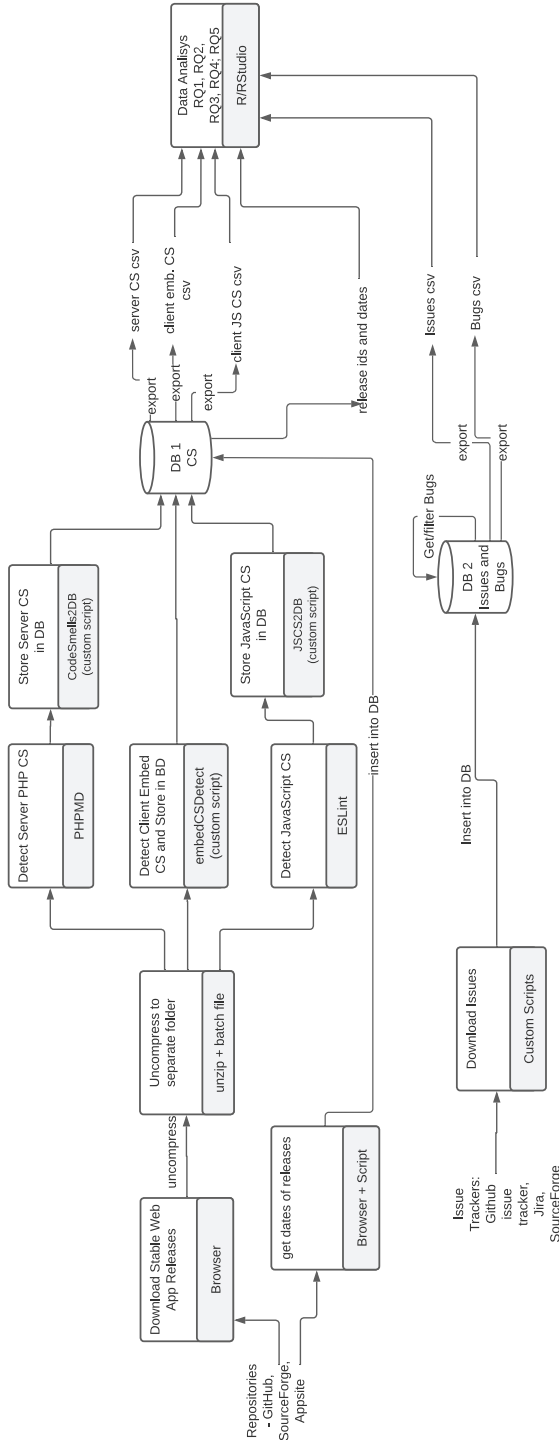 Repositories
- GitHub,
SourceForge,
Appsite
Download Stable Web
App Releases
Browser
get dates of releases
Browser + Script
uncompress
Uncompress to
separate folder
unzip + batch file
Detect Server PHP CS
PHPMD
Detect Client Embed
CS and Store in BD
embedCSDetect
(custom script)
Detect JavaScript CS
ESLint
Store Server CS
in DB
CodeSmells2DB
(custom script)
Store JavaScript CS
in DB
JSCS2DB
(custom script)
insert into DB
DB 1
CS
export
export
export
server CS csv
client emb. CS
csv
client JS CS csv
release ids and dates
Data Analisys
RQ1, RQ2,
RQ3, RQ4; RQ5
R/RStudio
Issue
Trackers:
Github
issue
tracker,
Jira,
SourceForge
Download Issues
Custom Scripts
Insert into DB
DB 2
Issues and
Bugs
Get/filter Bugs
export
export
Issues csv
Bugs csv